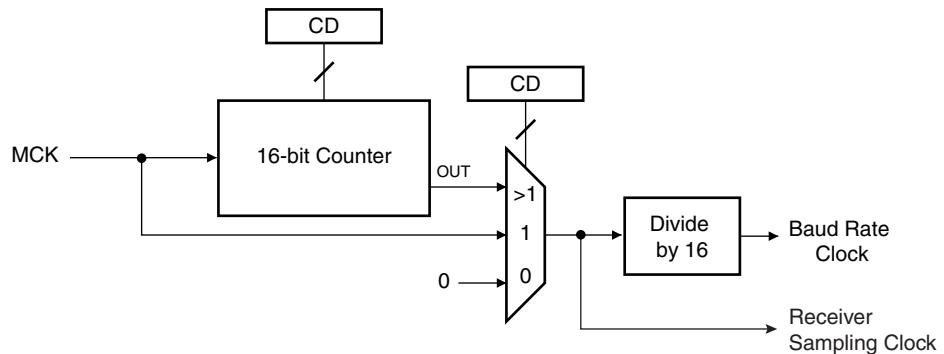 CD
CD
MCK
16-bit Counter
OUT
>1
1
0
0
Divide
by 16
Baud Rate
Clock
Receiver
Sampling Clock